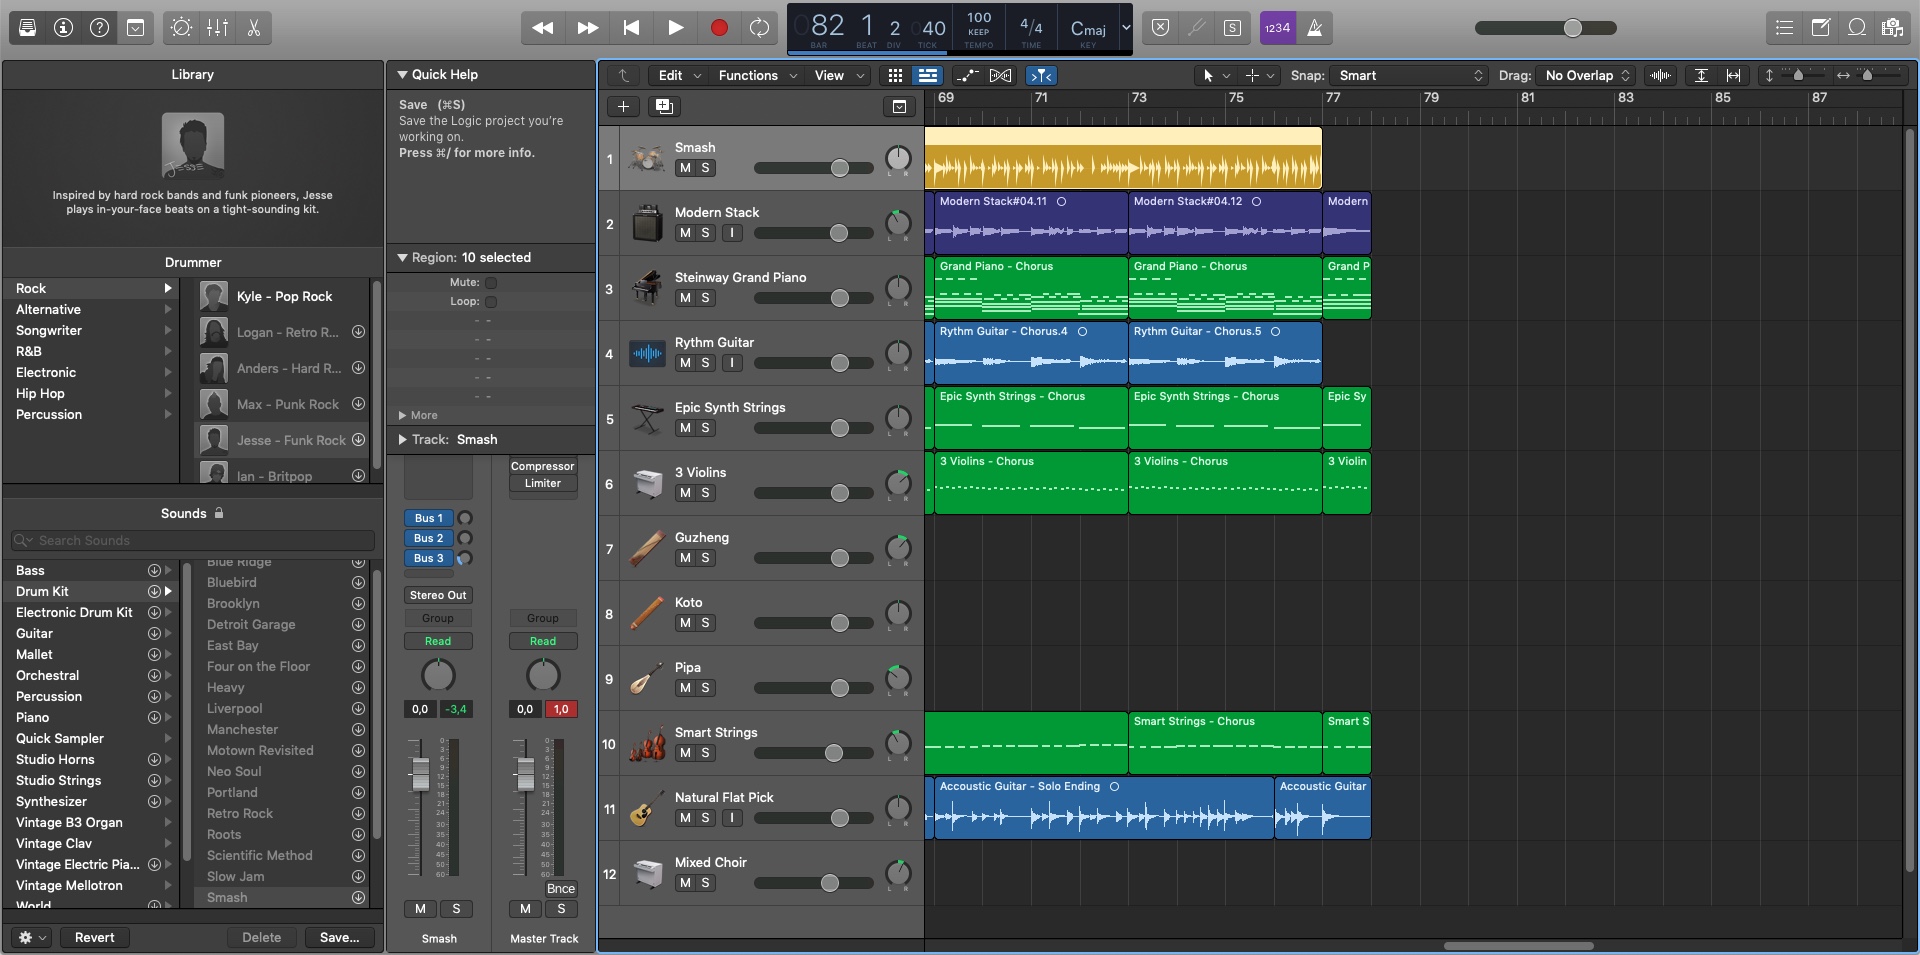 082 1 2 040
BAR BEAT DIV TICK
100
KEEP
TEMPO
4/4
TIME
Cmaj
KEY
S
1234
Library
Inspired by hard rock bands and funk pioneers, Jesse
plays in-your-face beats on a tight-sounding kit.
Drummer
Rock
Alternative
Songwriter
R&B
Electronic
Hip Hop
Percussion
Kyle - Pop Rock
Logan - Retro R...
Anders - Hard R...
Max - Punk Rock
Jesse - Funk Rock
Ian - Britpop
Sounds
Search Sounds
Bass
Drum Kit
Electronic Drum Kit
Guitar
Mallet
Orchestral
Percussion
Piano
Quick Sampler
Studio Horns
Studio Strings
Synthesizer
Vintage B3 Organ
Vintage Clav
Vintage Electric Pia...
Vintage Mellotron
World
Blue Ridge
Bluebird
Brooklyn
Detroit Garage
East Bay
Four on the Floor
Heavy
Liverpool
Manchester
Motown Revisited
Neo Soul
Portland
Retro Rock
Roots
Scientific Method
Slow Jam
Smash
Revert
Delete
Save...
Quick Help
Save (⌘S)
Save the Logic project you’re
working on.
Press ⌘/ for more info.
Region: 10 selected
Mute:
Loop:
- -
- -
- -
- -
- -
More
Track: Smash
Compressor
Limiter
Bus 1
Bus 2
Bus 3
Stereo Out
Group
Group
Read
Read
0,0
-3,4
0,0
1,0
Bnce
M S
M S
Smash
Master Track
Edit
Functions
View
Snap: Smart
Drag: No Overlap
69 71 73 75 77 79 81 83 85 87
1 Smash
M S
L R
2 Modern Stack
M S I
L R
Modern Stack#04.11
Modern Stack#04.12
Modern
3 Steinway Grand Piano
M S
L R
Grand Piano - Chorus
Grand Piano - Chorus
Grand P
4 Rythm Guitar
M S I
L R
Rythm Guitar - Chorus.4
Rythm Guitar - Chorus.5
5 Epic Synth Strings
M S
L R
Epic Synth Strings - Chorus
Epic Synth Strings - Chorus
Epic Sy
6 3 Violins
M S
L R
3 Violins - Chorus
3 Violins - Chorus
3 Violin
7 Guzheng
M S
L R
8 Koto
M S
L R
9 Pipa
M S
L R
10 Smart Strings
M S
L R
Smart Strings - Chorus
Smart S
11 Natural Flat Pick
M S I
L R
Accoustic Guitar - Solo Ending
Accoustic Guitar
12 Mixed Choir
M S
L R